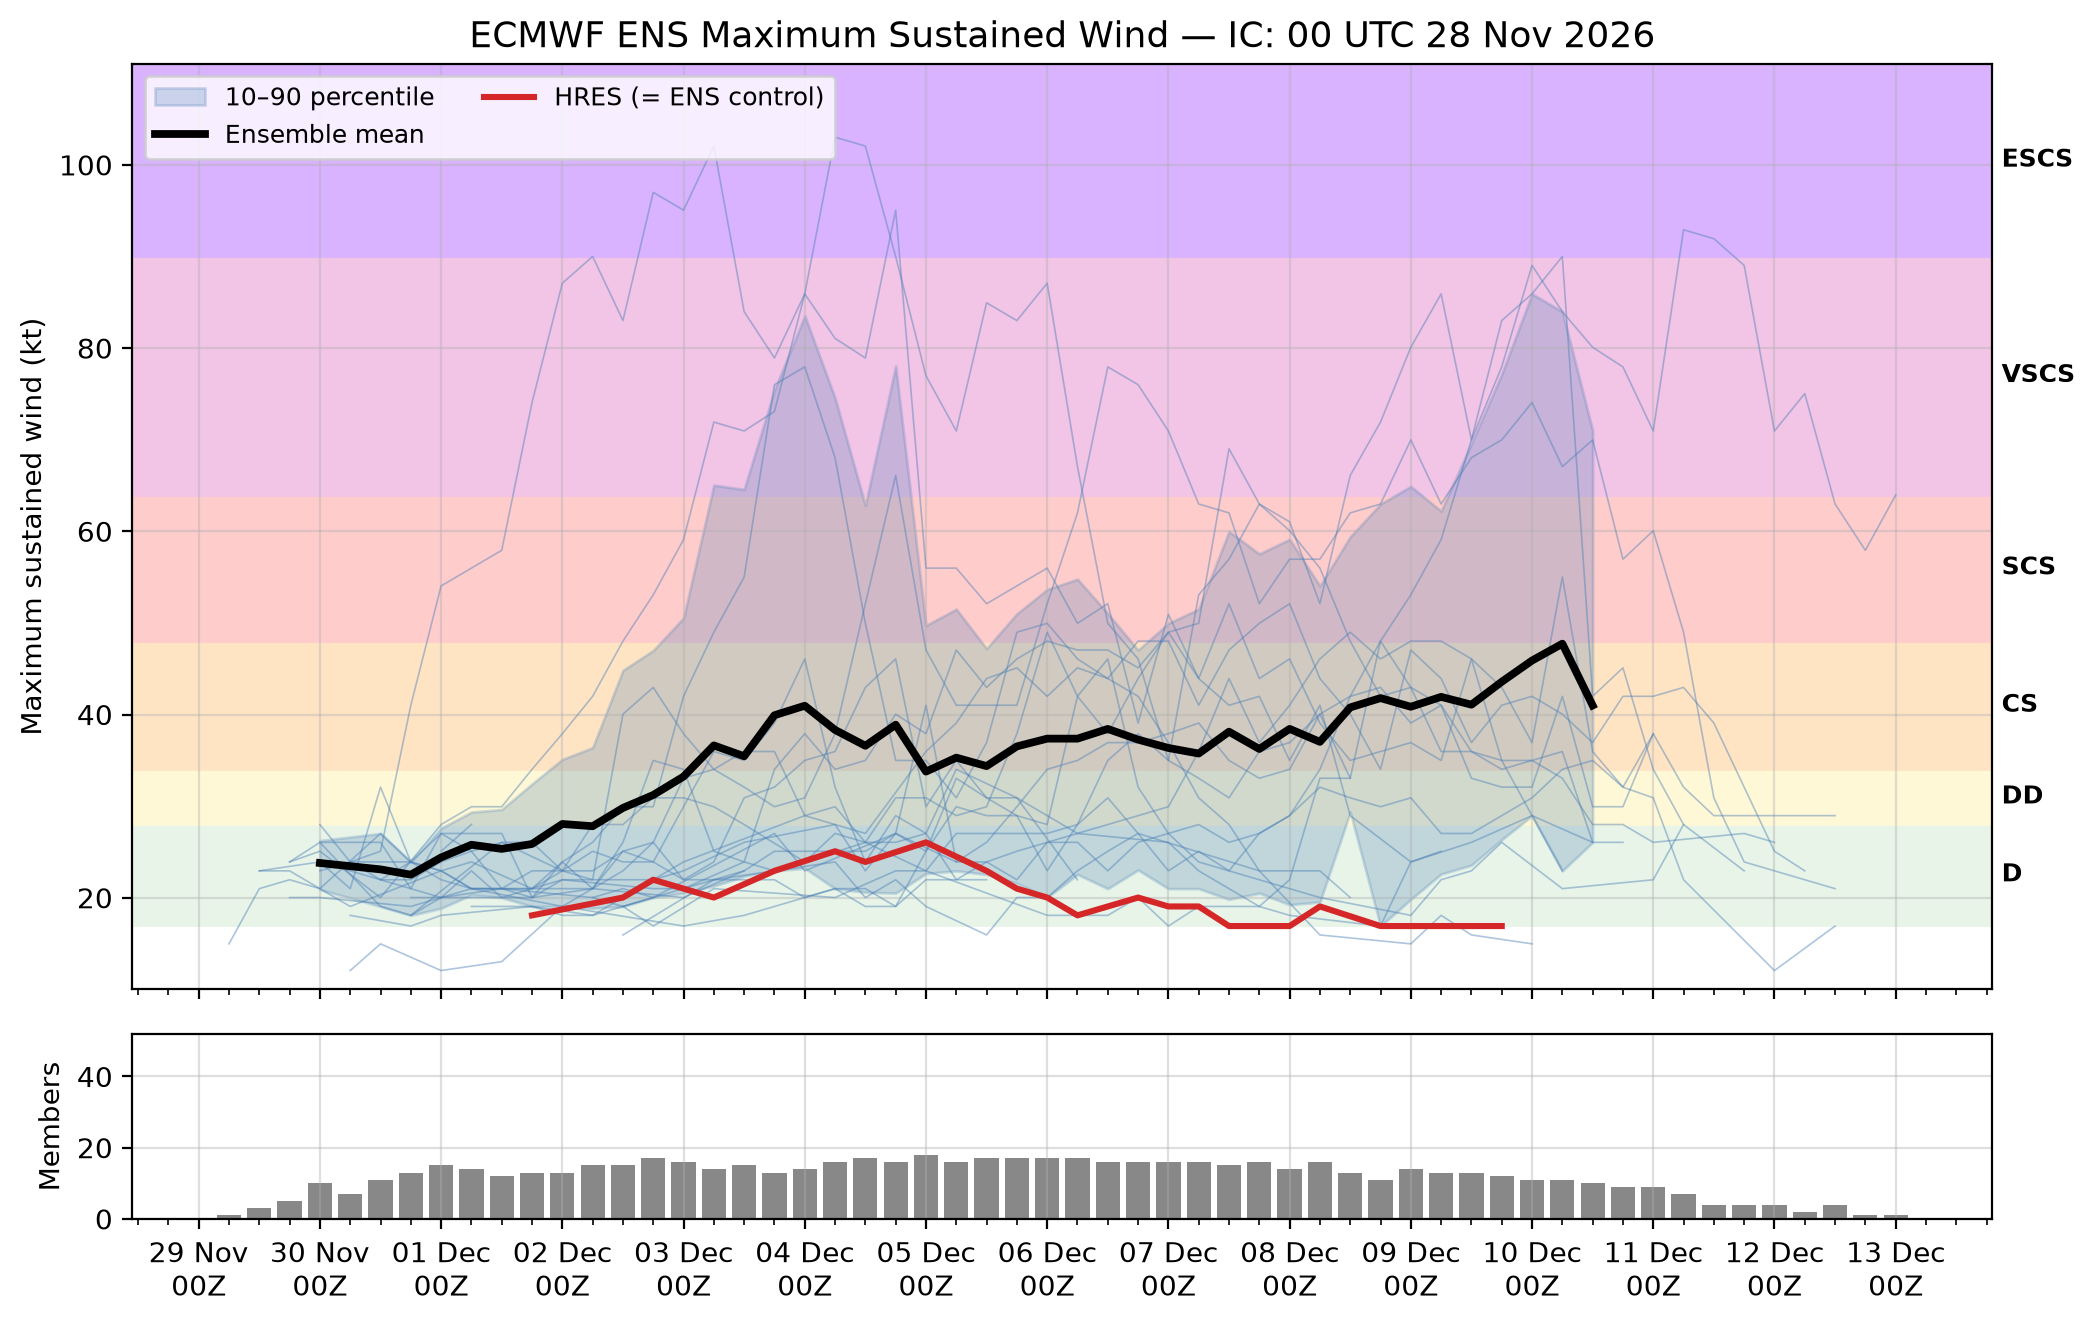 ECMWF ENS Maximum Sustained Wind — IC: 00 UTC 28 Nov 2026
10–90 percentile
Ensemble mean
HRES (= ENS control)
Maximum sustained wind (kt)
100
80
60
40
20
ESCS
VSCS
SCS
CS
DD
D
Members
40
20
0
29 Nov 30 Nov 01 Dec 02 Dec 03 Dec 04 Dec 05 Dec 06 Dec 07 Dec 08 Dec 09 Dec 10 Dec 11 Dec 12 Dec 13 Dec
00Z 00Z 00Z 00Z 00Z 00Z 00Z 00Z 00Z 00Z 00Z 00Z 00Z 00Z 00Z